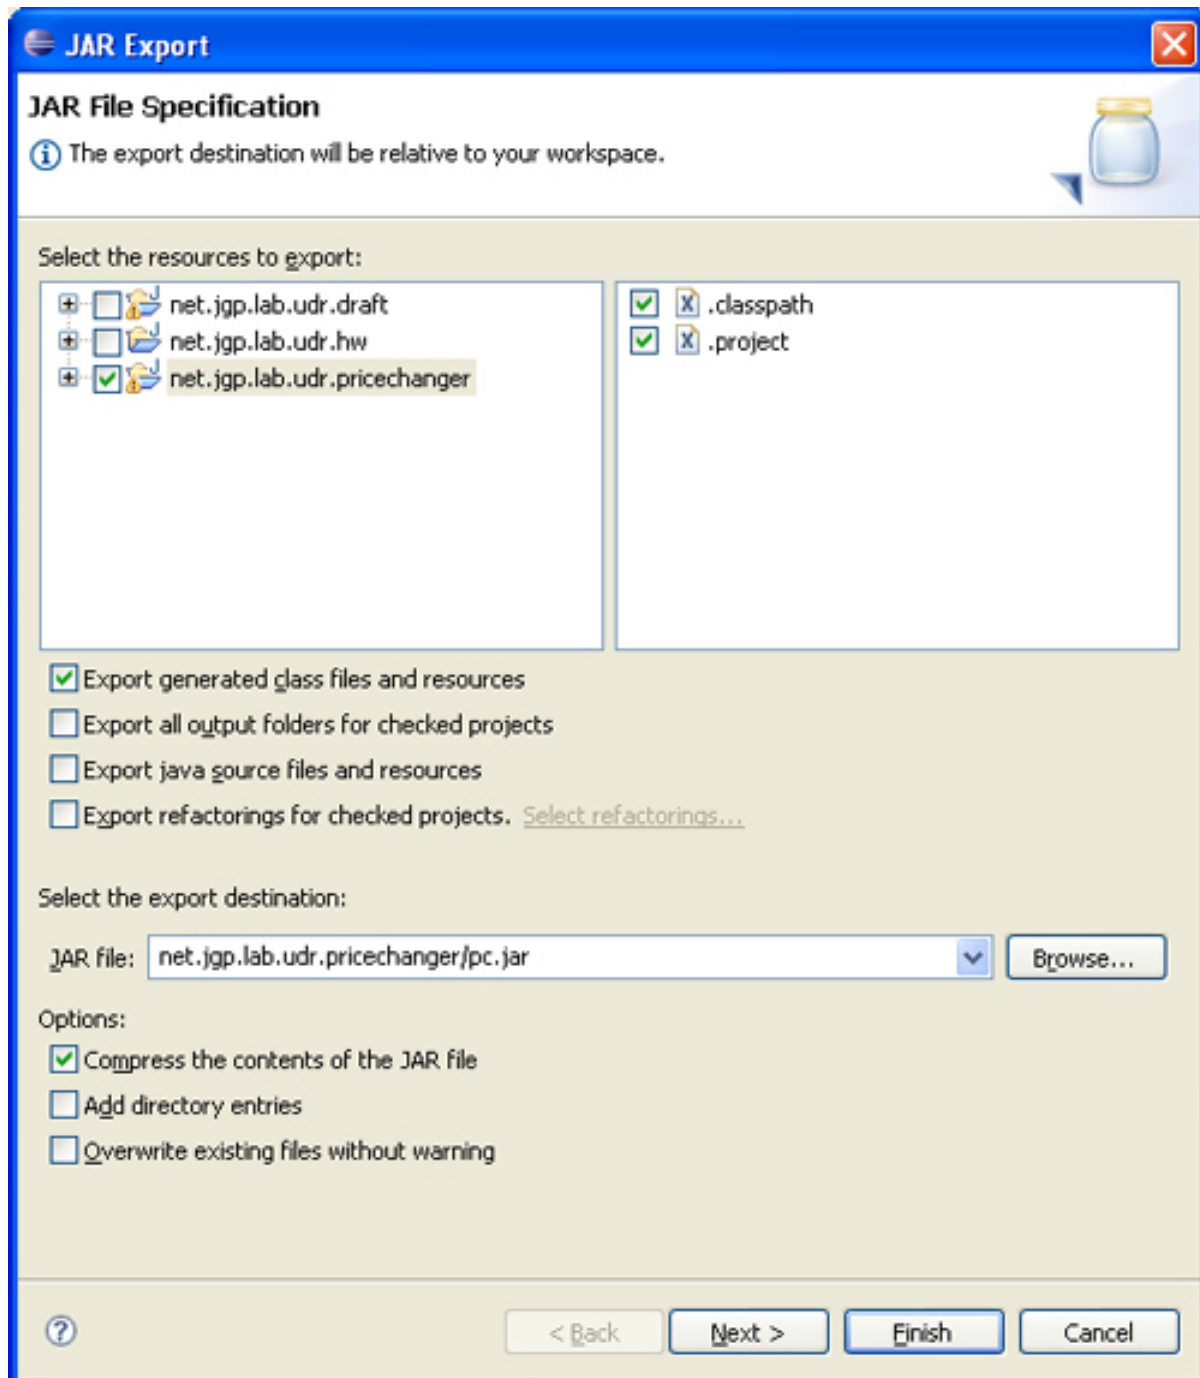 JAR Export
JAR File Specification
The export destination will be relative to your workspace.
Select the resources to export:
net.jgp.lab.udr.draft
net.jgp.lab.udr.hw
net.jgp.lab.udr.pricechanger
.classpath
.project
Export generated class files and resources
Export all output folders for checked projects
Export java source files and resources
Export refactorings for checked projects. Select refactorings...
Select the export destination:
JAR file: net.jgp.lab.udr.pricechanger/pc.jar Browse...
Options:
Compress the contents of the JAR file
Add directory entries
Overwrite existing files without warning
< Back Next > Finish Cancel